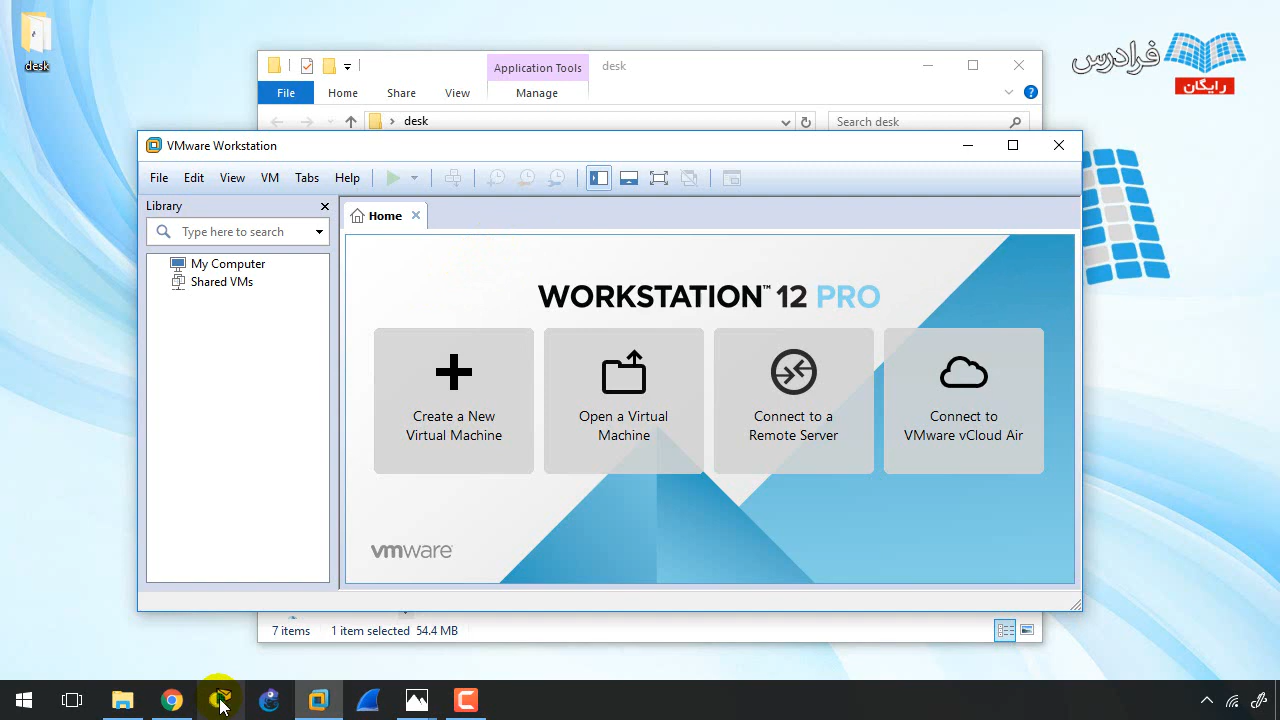 desk
Application Tools
desk
فرادرس
رایگان
File
Home
Share
View
Manage
desk
Search desk
VMware Workstation
File
Edit
View
VM
Tabs
Help
Library
Type here to search
Home
My Computer
Shared VMs
WORKSTATION™ 12 PRO
Create a New
Virtual Machine
Open a Virtual
Machine
Connect to a
Remote Server
Connect to
VMware vCloud Air
vmware
7 items
1 item selected 54.4 MB